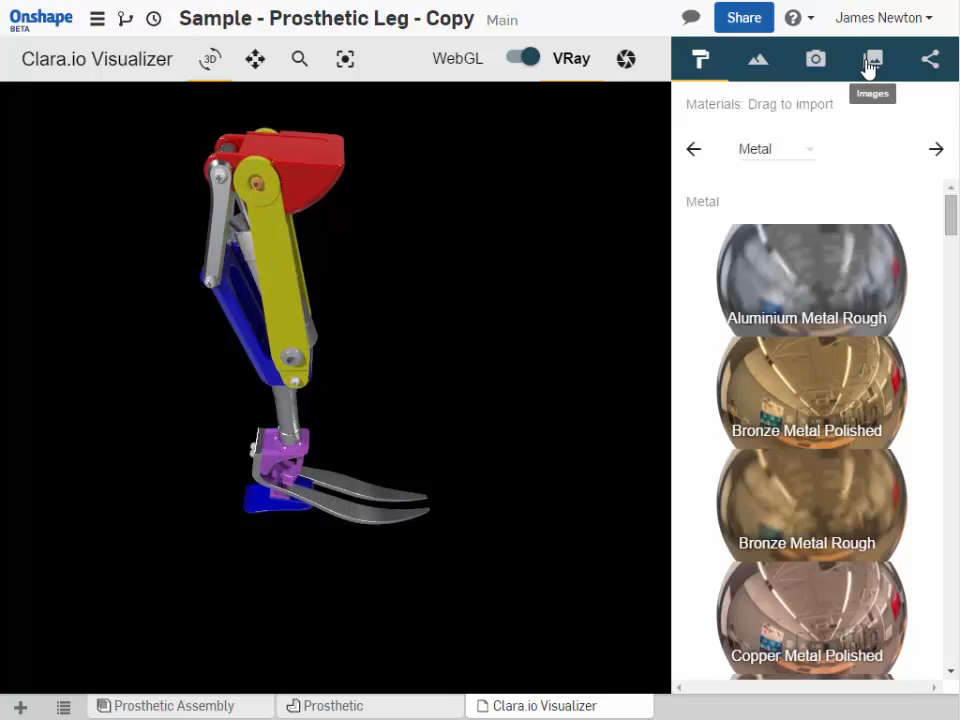 Onshape
BETA
Sample - Prosthetic Leg - Copy Main
Share
James Newton
Clara.io Visualizer
3D
WebGL
VRay
Images
Materials: Drag to import
Metal
Metal
Aluminium Metal Rough
Bronze Metal Polished
Bronze Metal Rough
Copper Metal Polished
Prosthetic Assembly
Prosthetic
Clara.io Visualizer